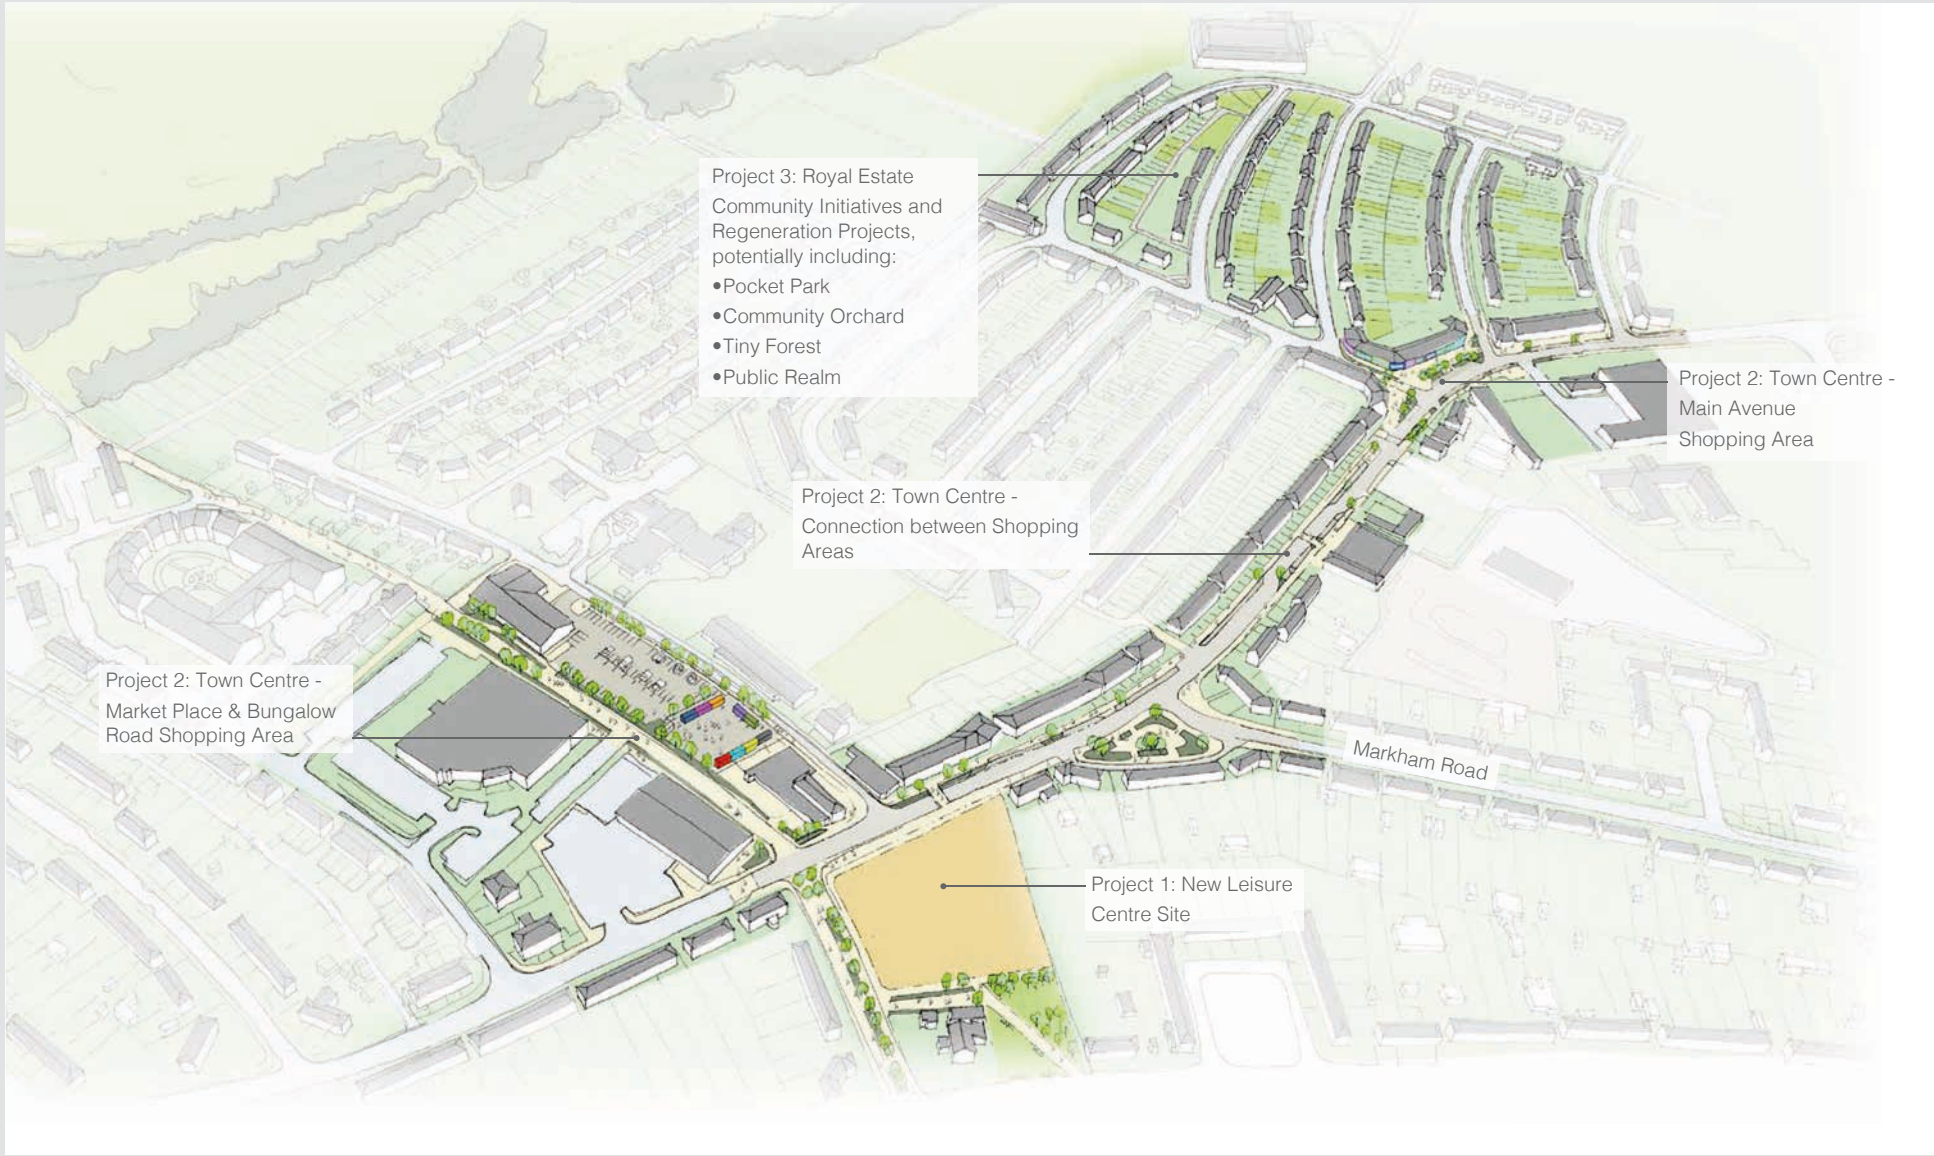 Project 3: Royal Estate
Community Initiatives and
Regeneration Projects,
potentially including:
•Pocket Park
•Community Orchard
•Tiny Forest
•Public Realm
Project 2: Town Centre -
Main Avenue
Shopping Area
Project 2: Town Centre -
Connection between Shopping
Areas
Project 2: Town Centre -
Market Place & Bungalow
Road Shopping Area
Markham Road
Project 1: New Leisure
Centre Site